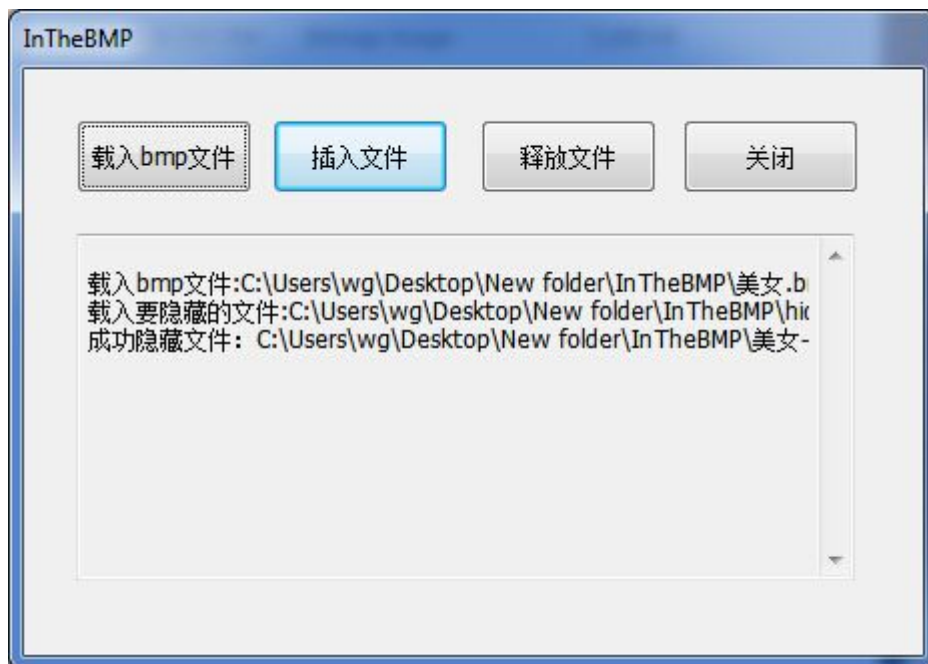 InTheBMP
载入bmp文件 插入文件 释放文件 关闭
载入bmp文件:C:\Users\wg\Desktop\New folder\InTheBMP\美女.b
载入要隐藏的文件:C:\Users\wg\Desktop\New folder\InTheBMP\hi
成功隐藏文件：C:\Users\wg\Desktop\New folder\InTheBMP\美女-